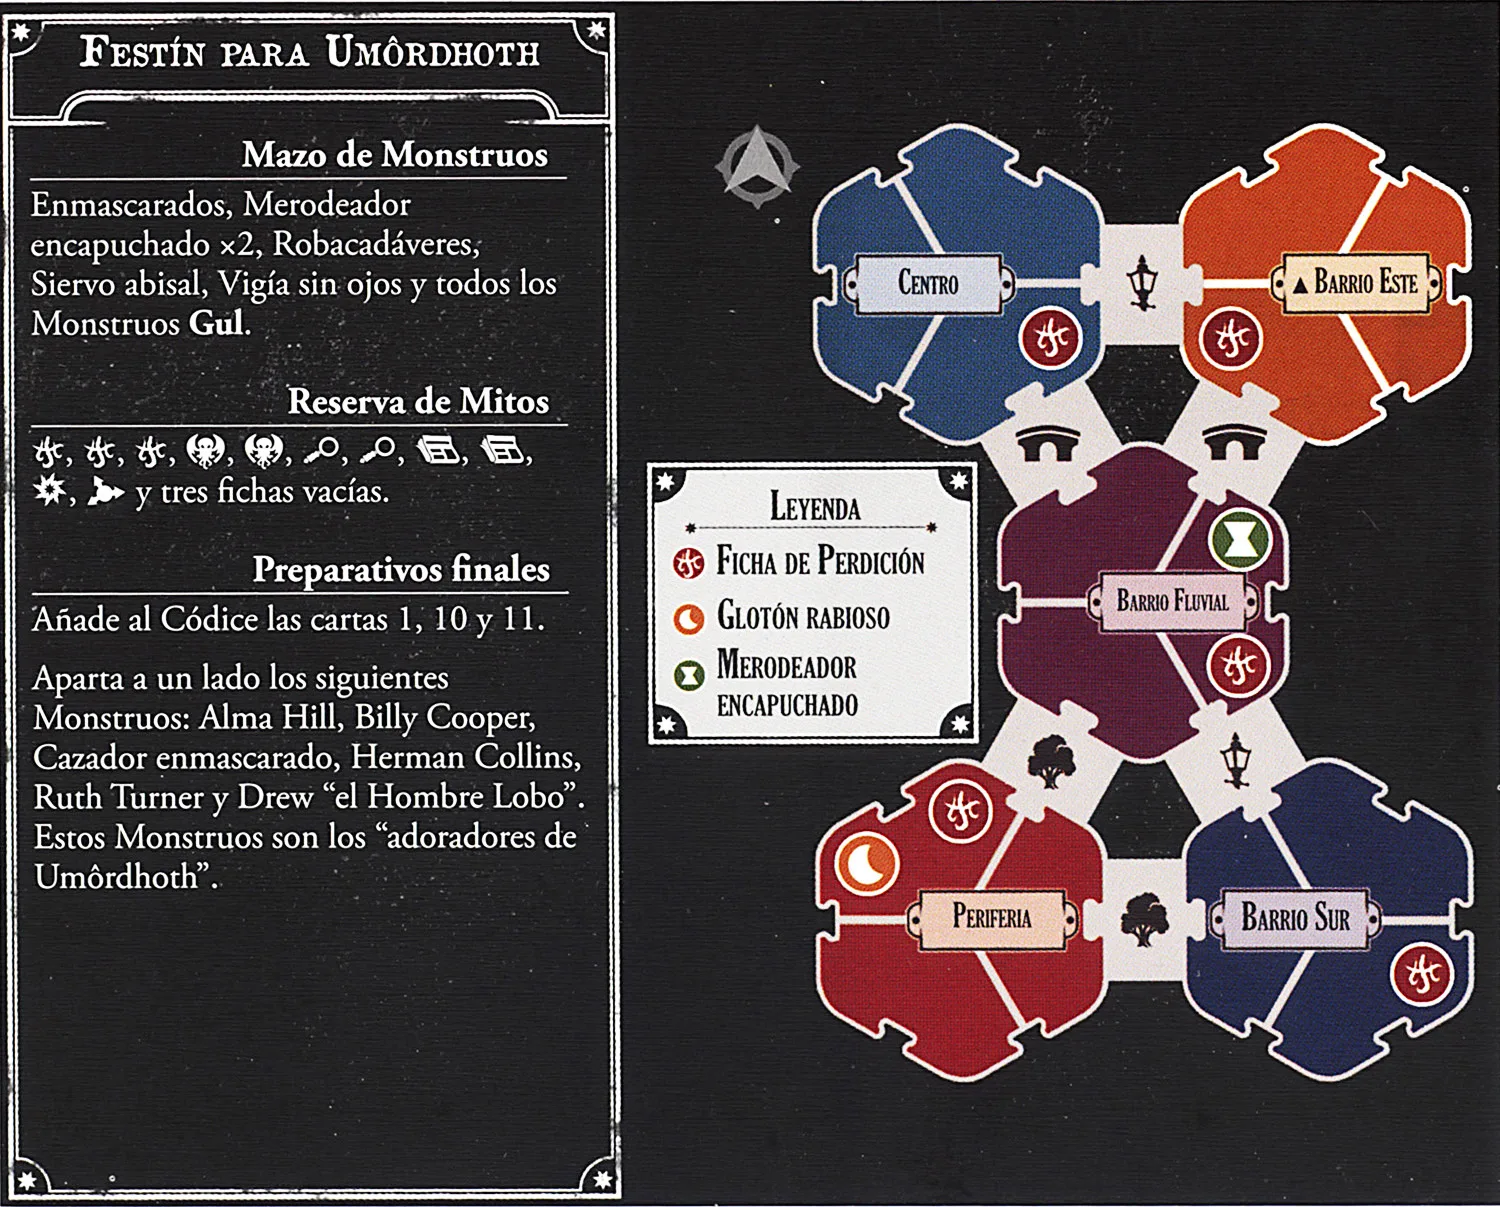 Festín para Umôrdhoth
Mazo de Monstruos
Enmascarados, Merodeador
encapuchado ×2, Robacadáveres,
Siervo abisal, Vigía sin ojos y todos los
Monstruos Gul.
Reserva de Mitos
, , , , , , , , ,
, y tres fichas vacías.
Preparativos finales
Añade al Códice las cartas 1, 10 y 11.
Aparta a un lado los siguientes
Monstruos: Alma Hill, Billy Cooper,
Cazador enmascarado, Herman Collins,
Ruth Turner y Drew “el Hombre Lobo”.
Estos Monstruos son los “adoradores de
Umôrdhoth”.
Centro
▲ Barrio Este
Leyenda
Ficha de Perdición
Glotón rabioso
Merodeador
encapuchado
Barrio Fluvial
Periferia
Barrio Sur